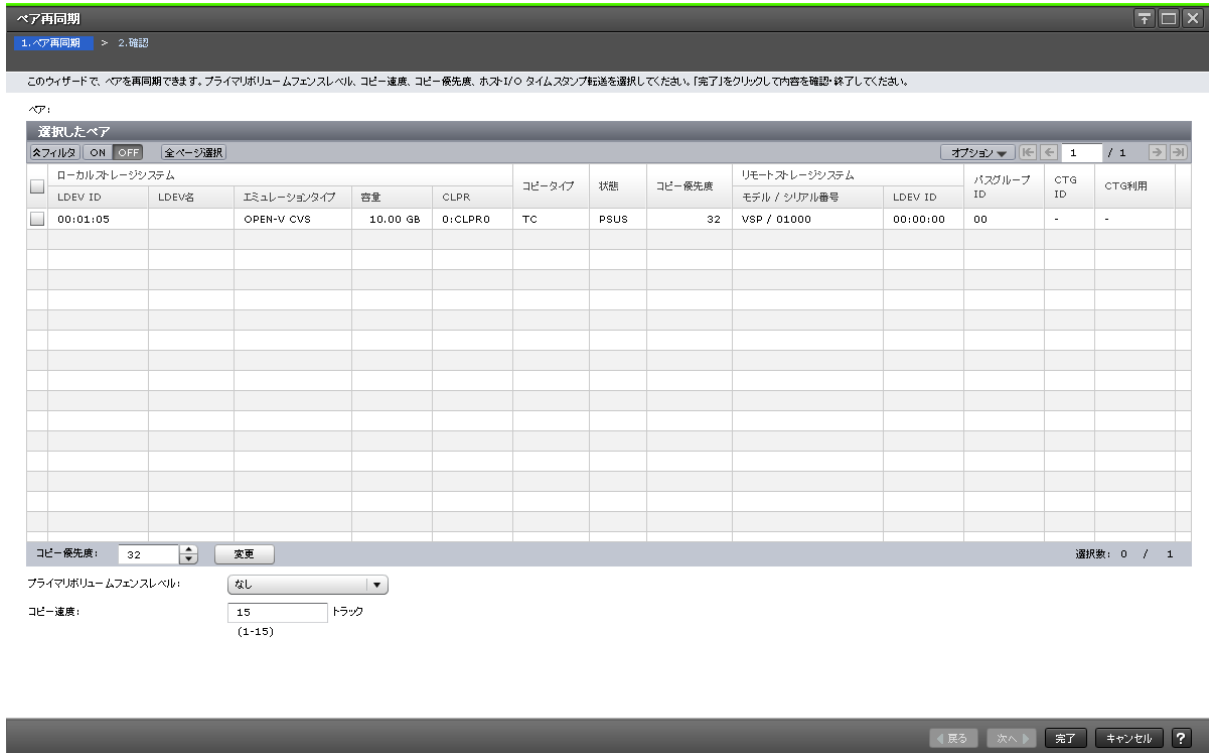 ペア再同期
1.ペア再同期 > 2.確認
このウィザードで、ペアを再同期できます。プライマリボリュームフェンスレベル、コピー速度、コピー優先度、ホストI/O タイムスタンプ転送を選択してください。「完了」をクリックして内容を確認・終了してください。
ペア:
選択したペア
フィルタ ON OFF 全ページ選択 オプション 1 / 1
ローカルストレージシステム コピータイプ 状態 コピー優先度 リモートストレージシステム パスグループ ID CTG ID CTG利用
LDEV ID LDEV名 エミュレーションタイプ 容量 CLPR モデル / シリアル番号 LDEV ID
00:01:05 OPEN-V CVS 10.00 GB 0:CLPR0 TC PSUS 32 VSP / 01000 00:00:00 00 - -
コピー優先度: 32 変更 選択数: 0 / 1
プライマリボリュームフェンスレベル: なし
コピー速度: 15 トラック
(1-15)
戻る 次へ 完了 キャンセル ?